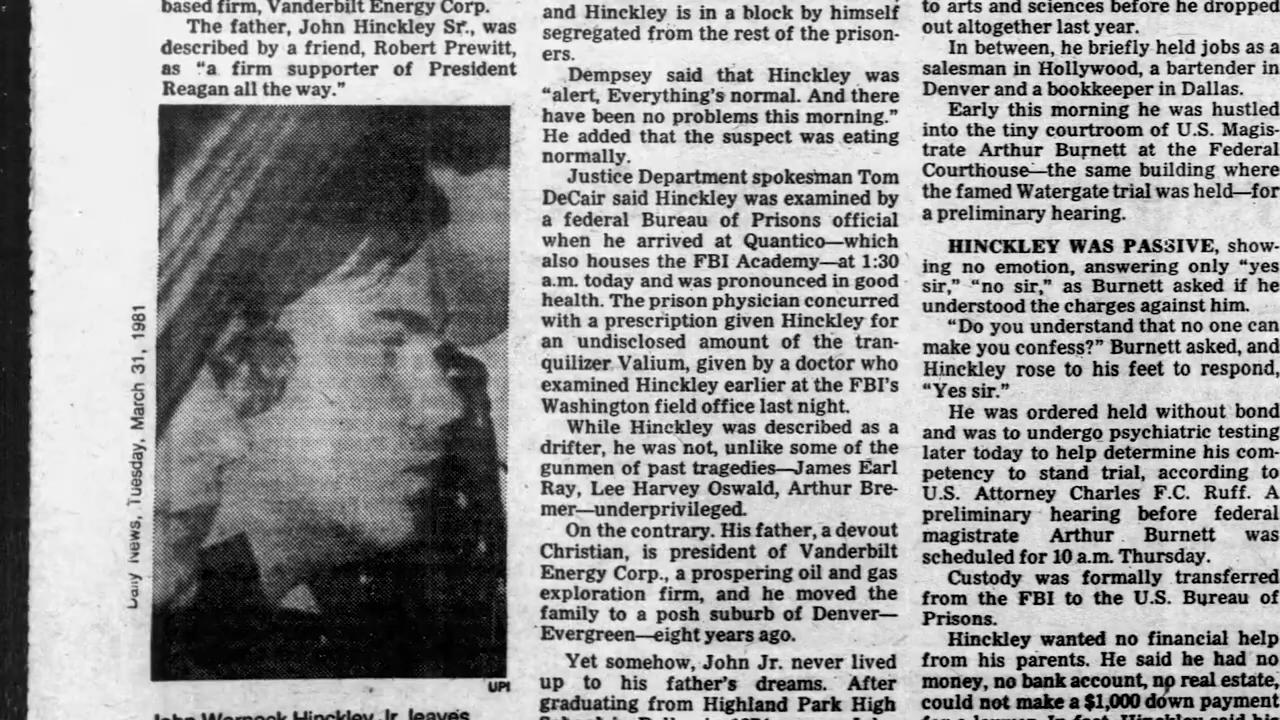 based firm, Vanderbilt Energy Corp.
The father, John Hinckley Sr., was
described by a friend, Robert Prewitt,
as “a firm supporter of President
Reagan all the way.”
Daily News, Tuesday, March 31, 1981
UPI
John Warnock Hinckley Jr. leaves
and Hinckley is in a block by himself
segregated from the rest of the prison-
ers.
Dempsey said that Hinckley was
“alert, Everything’s normal. And there
have been no problems this morning.”
He added that the suspect was eating
normally.
Justice Department spokesman Tom
DeCair said Hinckley was examined by
a federal Bureau of Prisons official
when he arrived at Quantico—which
also houses the FBI Academy—at 1:30
a.m. today and was pronounced in good
health. The prison physician concurred
with a prescription given Hinckley for
an undisclosed amount of the tran-
quilizer Valium, given by a doctor who
examined Hinckley earlier at the FBI’s
Washington field office last night.
While Hinckley was described as a
drifter, he was not, unlike some of the
gunmen of past tragedies—James Earl
Ray, Lee Harvey Oswald, Arthur Bre-
mer—underprivileged.
On the contrary. His father, a devout
Christian, is president of Vanderbilt
Energy Corp., a prospering oil and gas
exploration firm, and he moved the
family to a posh suburb of Denver—
Evergreen—eight years ago.
Yet somehow, John Jr. never lived
up to his father’s dreams. After
graduating from Highland Park High
to arts and sciences before he dropped
out altogether last year.
In between, he briefly held jobs as a
salesman in Hollywood, a bartender in
Denver and a bookkeeper in Dallas.
Early this morning he was hustled
into the tiny courtroom of U.S. Magis-
trate Arthur Burnett at the Federal
Courthouse—the same building where
the famed Watergate trial was held—for
a preliminary hearing.
HINCKLEY WAS PASSIVE, show-
ing no emotion, answering only “yes
sir,” “no sir,” as Burnett asked if he
understood the charges against him.
“Do you understand that no one can
make you confess?” Burnett asked, and
Hinckley rose to his feet to respond,
“Yes sir.”
He was ordered held without bond
and was to undergo psychiatric testing
later today to help determine his com-
petency to stand trial, according to
U.S. Attorney Charles F.C. Ruff. A
preliminary hearing before federal
magistrate Arthur Burnett was
scheduled for 10 a.m. Thursday.
Custody was formally transferred
from the FBI to the U.S. Bureau of
Prisons.
Hinckley wanted no financial help
from his parents. He said he had no
money, no bank account, no real estate,
could not make a $1,000 down payment